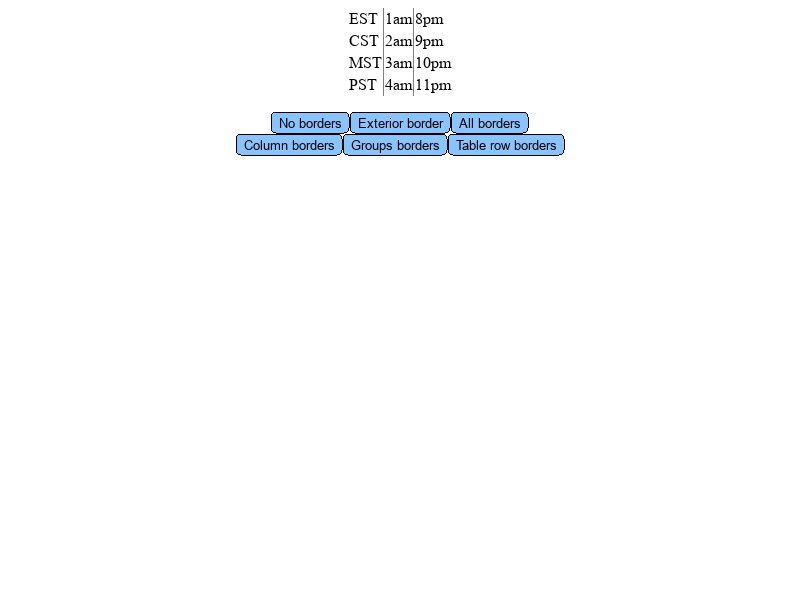 EST 1am 8pm
CST 2am 9pm
MST 3am 10pm
PST 4am 11pm
No borders Exterior border All borders
Column borders Groups borders Table row borders